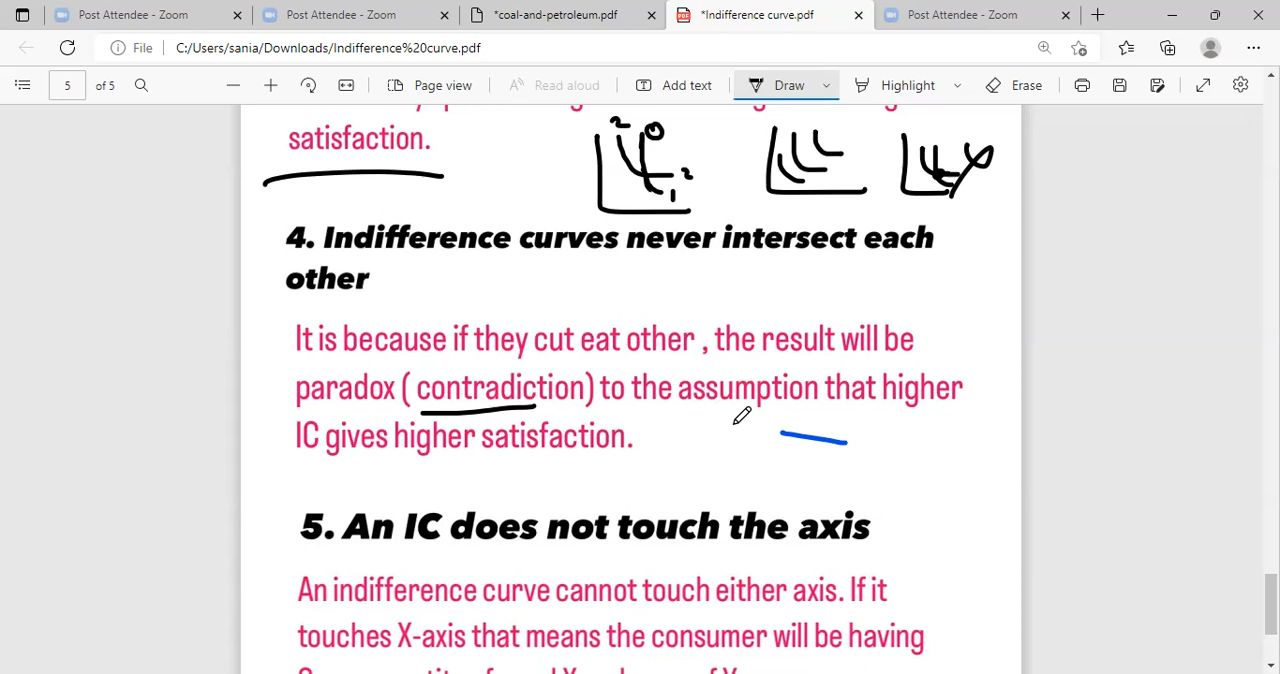 Post Attendee - Zoom
Post Attendee - Zoom
*coal-and-petroleum.pdf
*Indifference curve.pdf
Post Attendee - Zoom
File
C:/Users/sania/Downloads/Indifference%20curve.pdf
5 of 5
Page view
Read aloud
Add text
Draw
Highlight
Erase
satisfaction.
2
2
1
4. Indifference curves never intersect each
other
It is because if they cut eat other , the result will be
paradox ( contradiction) to the assumption that higher
IC gives higher satisfaction.
5. An IC does not touch the axis
An indifference curve cannot touch either axis. If it
touches X-axis that means the consumer will be having